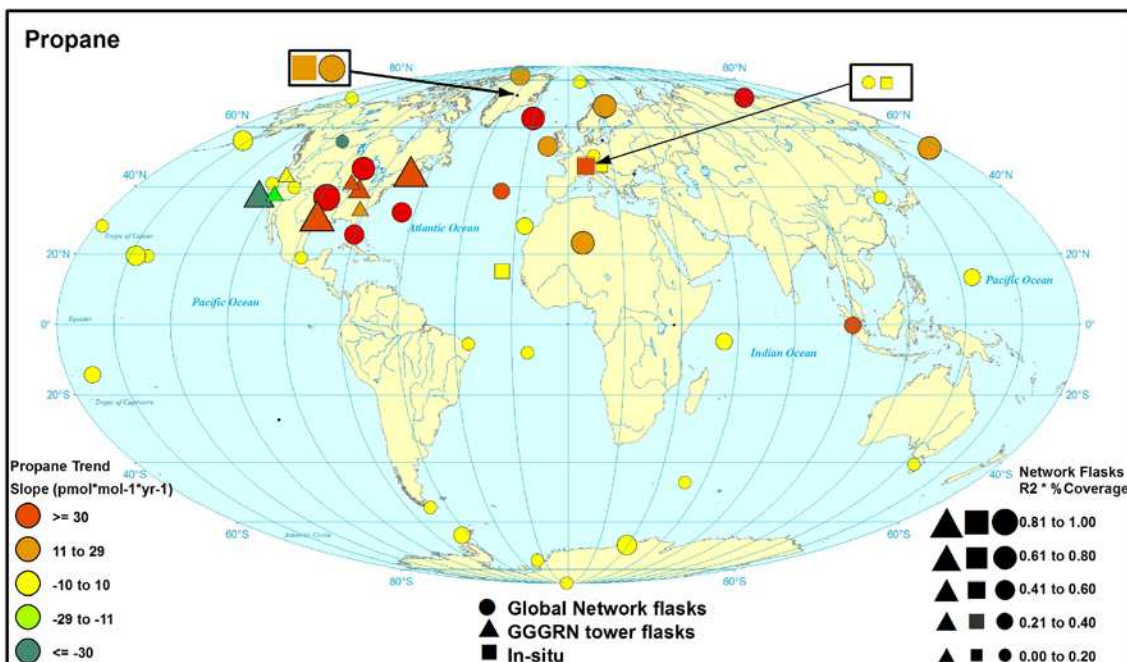 Propane
80°N
80°N
60°N
60°N
40°N
40°N
Atlantic Ocean
Tropic of Cancer
20°N
20°N
Pacific Ocean
Pacific Ocean
Equator
0°
0°
Indian Ocean
20°S
20°S
Tropic of Capricorn
40°S
40°S
Propane Trend
Slope (pmol*mol-1*yr-1)
>= 30
11 to 29
-10 to 10
-29 to -11
<= -30
60°S
60°S
Antarctic Circle
80°S
80°S
Global Network flasks
GGGRN tower flasks
In-situ
Network Flasks
R2 * % Coverage
0.81 to 1.00
0.61 to 0.80
0.41 to 0.60
0.21 to 0.40
0.00 to 0.20